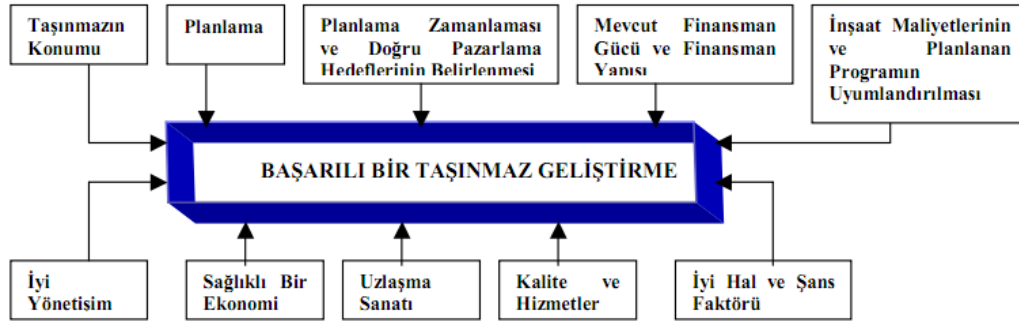 Taşınmazın
Konumu
Planlama
Planlama Zamanlaması
ve Doğru Pazarlama
Hedeflerinin Belirlenmesi
Mevcut Finansman
Gücü ve Finansman
Yapısı
İnşaat Maliyetlerinin
ve Planlanan
Programın
Uyumlandırılması
BAŞARILI BİR TAŞINMAZ GELİŞTİRME
İyi
Yönetişim
Sağlıklı Bir
Ekonomi
Uzlaşma
Sanatı
Kalite ve
Hizmetler
İyi Hal ve Şans
Faktörü